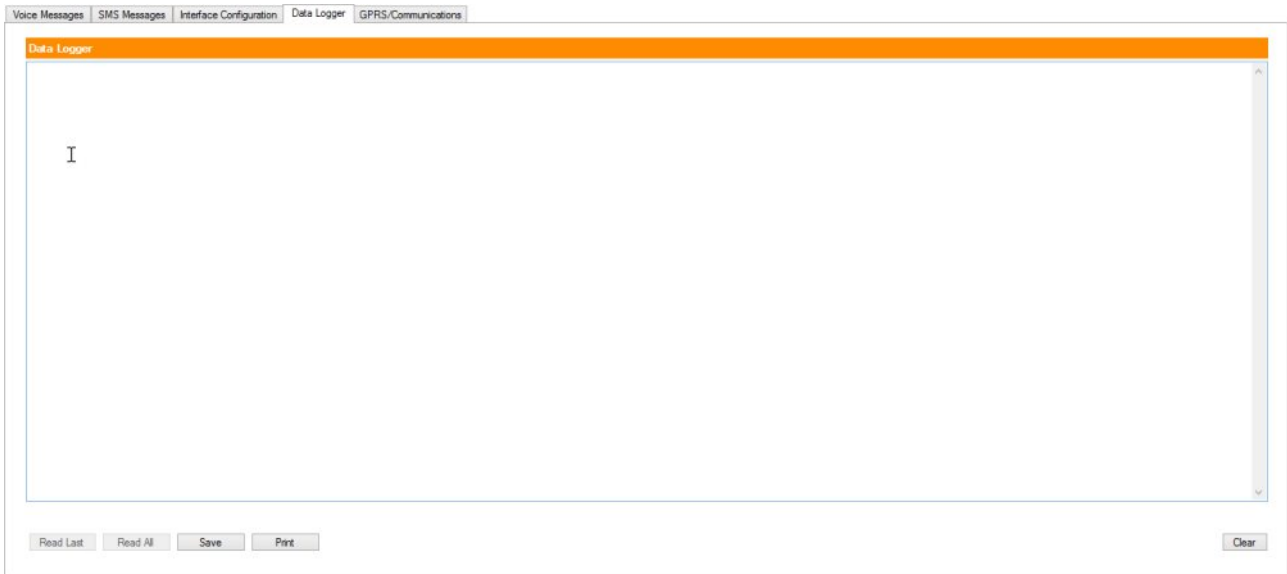 Voice Messages SMS Messages Interface Configuration Data Logger GPRS/Communications
Data Logger
Read Last Read All Save Print Clear